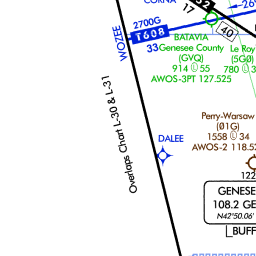 CORNA
17
26
2700G
T608
33
40
WOZEE
BATAVIA
Genesee County
(GVQ)
914 55
AWOS-3PT 127.525
Le Roy
(5G0)
780 3
Overlaps Chart L-30 & L-31
Perry-Warsaw
(01G)
1558 34
AWOS-2 118.52
DALEE
122
GENESE
108.2 GE
N42°50.06'
BUFF